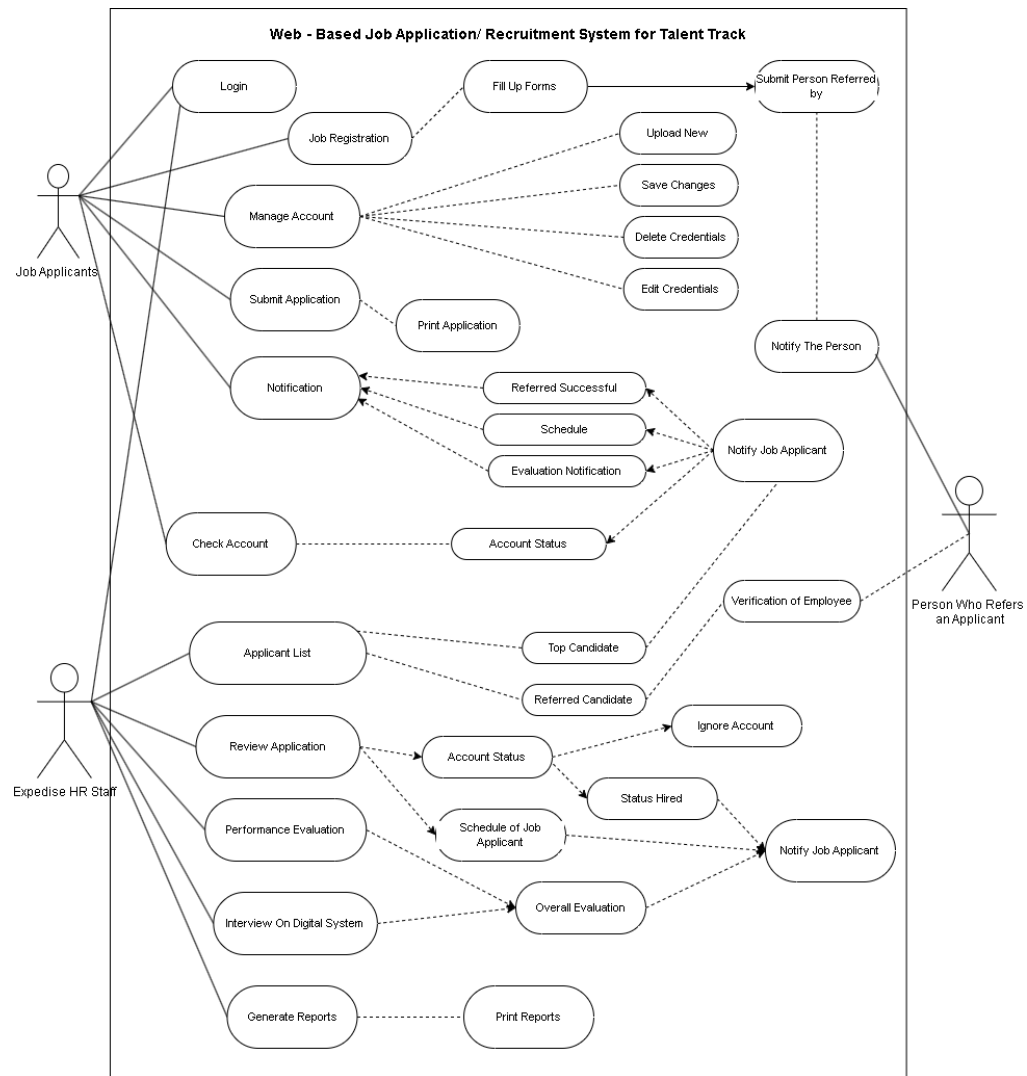 Web - Based Job Application/ Recruitment System for Talent Track
Login
Fill Up Forms
Submit Person Referred
by
Job Registration
Upload New
Save Changes
Manage Account
Delete Credentials
Edit Credentials
Job Applicants
Submit Application
Print Application
Notify The Person
Notification
Referred Successful
Schedule
Notify Job Applicant
Evaluation Notification
Check Account
Account Status
Verification of Employee
Person Who Refers
an Applicant
Applicant List
Top Candidate
Referred Candidate
Ignore Account
Review Application
Account Status
Expedise HR Staff
Status Hired
Performance Evaluation
Schedule of Job
Applicant
Notify Job Applicant
Interview On Digital System
Overall Evaluation
Generate Reports
Print Reports